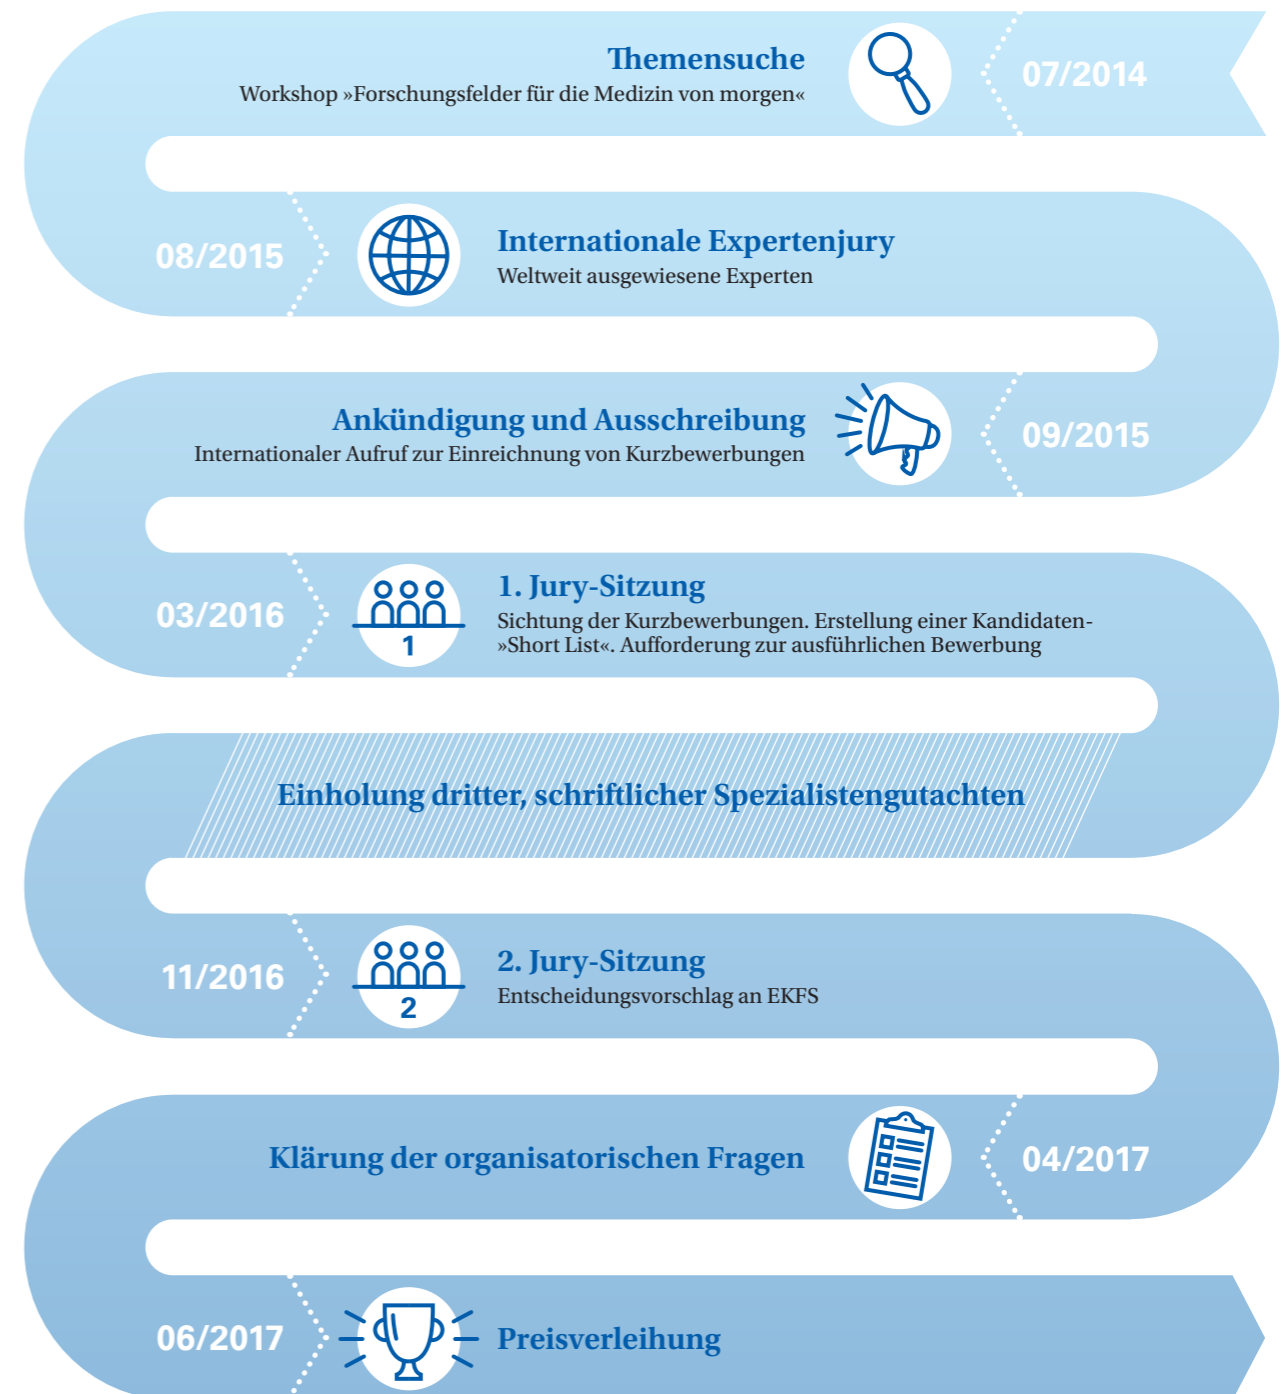 Themensuche
Workshop »Forschungsfelder für die Medizin von morgen«
07/2014
08/2015
Internationale Expertenjury
Weltweit ausgewiesene Experten
Ankündigung und Ausschreibung
Internationaler Aufruf zur Einreichnung von Kurzbewerbungen
09/2015
03/2016
1
1. Jury-Sitzung
Sichtung der Kurzbewerbungen. Erstellung einer Kandidaten-
»Short List«. Aufforderung zur ausführlichen Bewerbung
Einholung dritter, schriftlicher Spezialistengutachten
11/2016
2
2. Jury-Sitzung
Entscheidungsvorschlag an EKFS
Klärung der organisatorischen Fragen
04/2017
06/2017
Preisverleihung